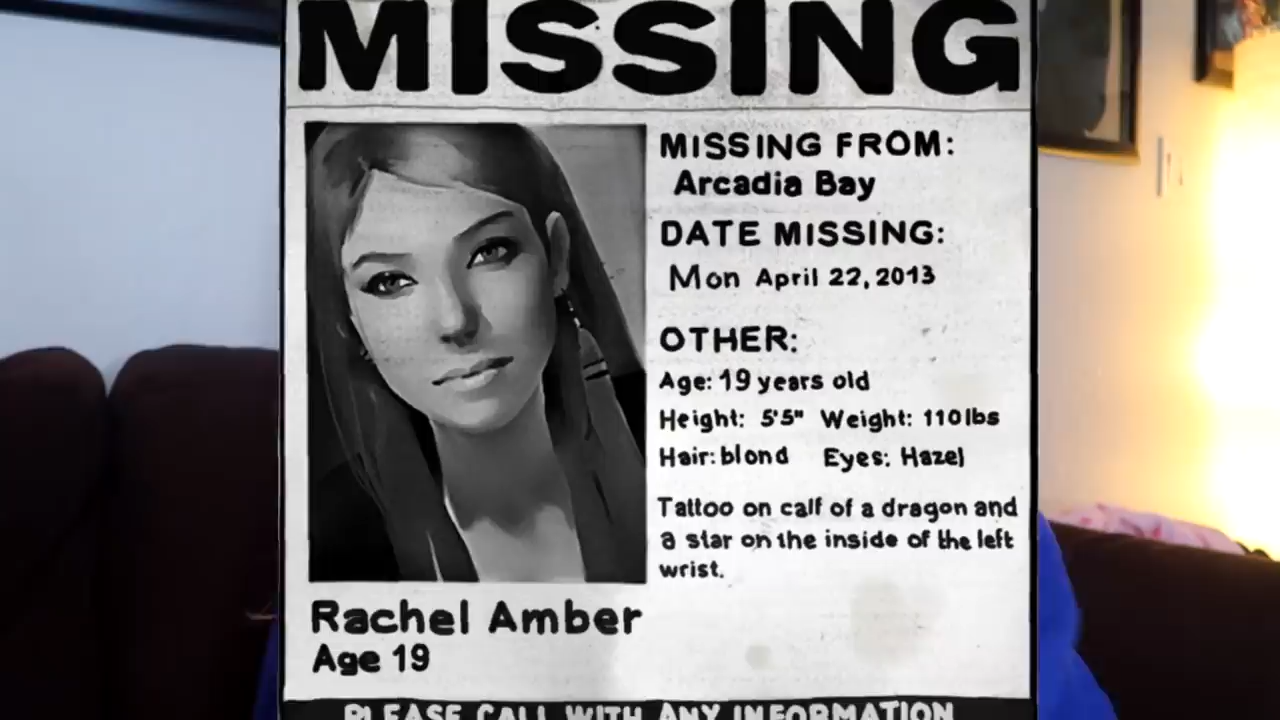 MISSING
MISSING FROM:
Arcadia Bay
DATE MISSING:
Mon April 22, 2013
OTHER:
Age: 19 years old
Height: 5'5" Weight: 110lbs
Hair: blond Eyes: Hazel
Tattoo on calf of a dragon and
a star on the inside of the left
wrist.
Rachel Amber
Age 19
PLEASE CALL WITH ANY INFORMATION